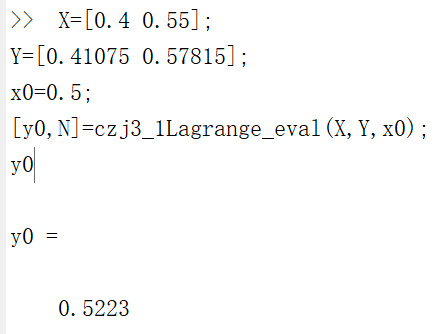 >> X=[0.4 0.55];
Y=[0.41075 0.57815];
x0=0.5;
[y0,N]=czj3_1Lagrange_eval(X,Y,x0);
y0
y0 =
0.5223